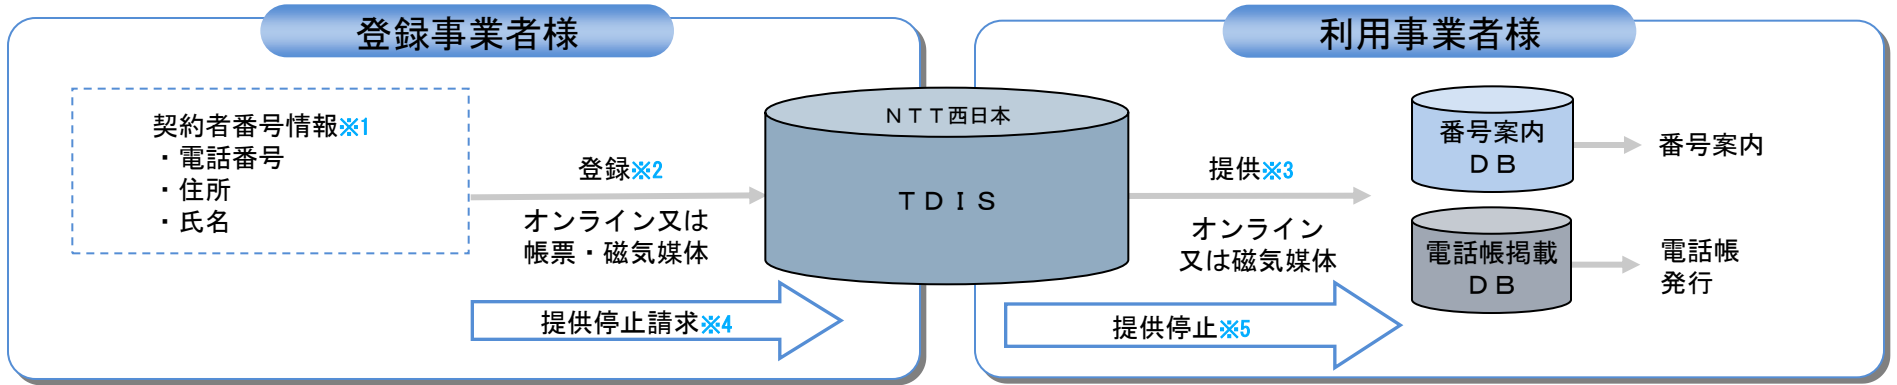 登録事業者様
契約者番号情報※1
・電話番号
・住所
・氏名
登録※2
オンライン又は
帳票・磁気媒体
提供停止請求※4
NTT西日本
TDIS
利用事業者様
提供※3
オンライン
又は磁気媒体
提供停止※5
番号案内
DB
番号案内
電話帳掲載
DB
電話帳
発行